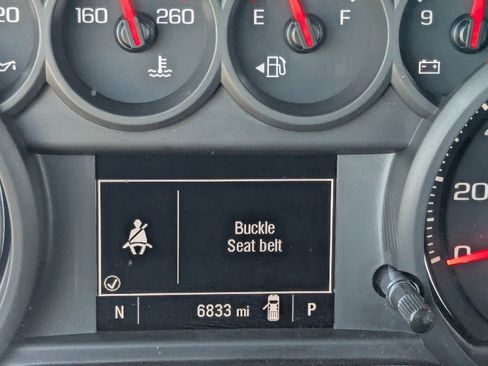 20 160 260 E F 9
Buckle
Seat belt
N 6833 mi P
20
0